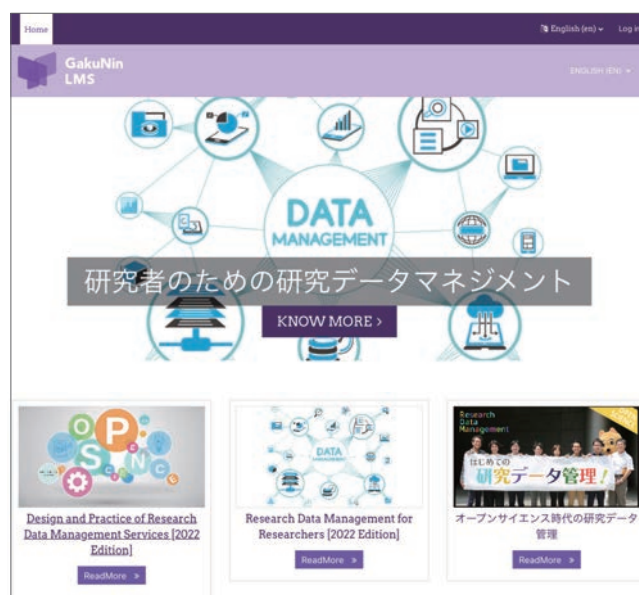 Home
English (en)
Log in
GakuNin
LMS
ENGLISH (EN)
DATA
MANAGEMENT
研究者のための研究データマネジメント
KNOW MORE >
OPSNC
DATA
MANAGEMENT
Research
Data
Management
はじめての
研究データ管理!
Design and Practice of Research
Data Management Services [2022
Edition]
ReadMore »
Research Data Management for
Researchers [2022 Edition]
ReadMore »
オープンサイエンス時代の研究データ
管理
ReadMore »